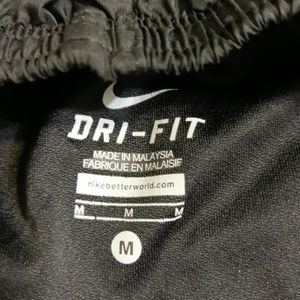 DRI-FIT
MADE IN MALAYSIA
FABRIQUÉ EN MALAISIE
nikebetterworld.com
M M M
M